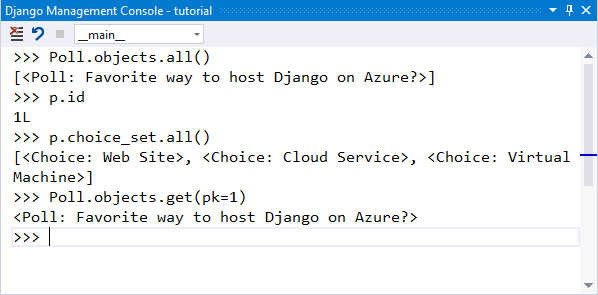 Django Management Console - tutorial
__main__
>>> Poll.objects.all()
[<Poll: Favorite way to host Django on Azure?>]
>>> p.id
1L
>>> p.choice_set.all()
[<Choice: Web Site>, <Choice: Cloud Service>, <Choice: Virtual
Machine>]
>>> Poll.objects.get(pk=1)
<Poll: Favorite way to host Django on Azure?>
>>>